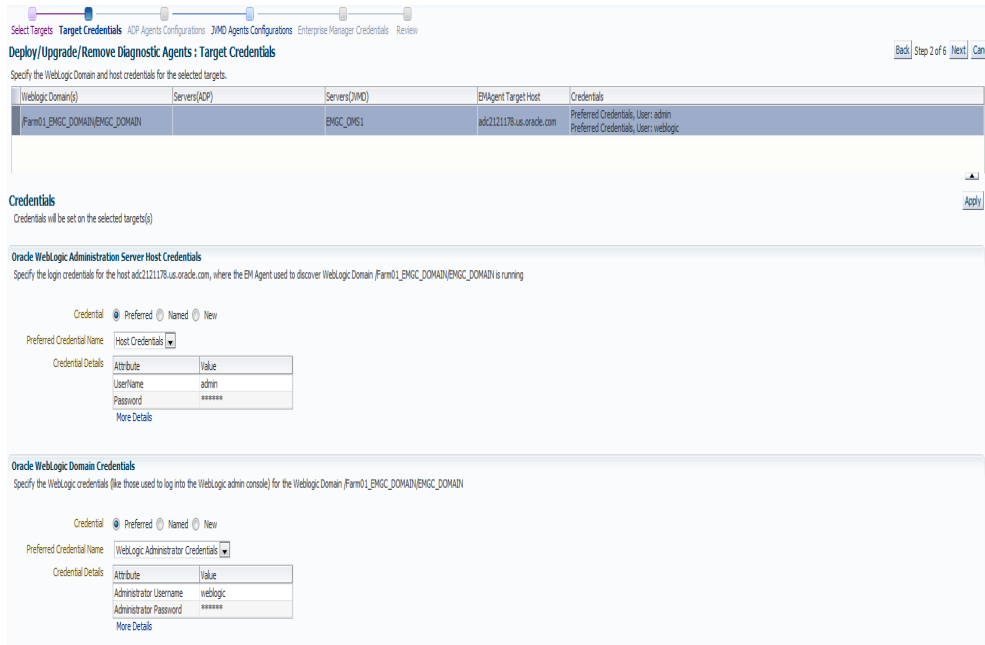 Select Targets Target Credentials ADP Agents Configurations JVMD Agents Configurations Enterprise Manager Credentials Review
Deploy/Upgrade/Remove Diagnostic Agents : Target Credentials
Back Step 2 of 6 Next Can
Specify the WebLogic Domain and host credentials for the selected targets.
Weblogic Domain(s) Servers(ADP) Servers(JVMD) EMAgent Target Host Credentials
/Farm01_EMGC_DOMAIN/EMGC_DOMAIN EMGC_OMS1 adc2121178.us.oracle.com Preferred Credentials, User: admin
Preferred Credentials, User: weblogic
Credentials
Apply
Credentials will be set on the selected targets(s)
Oracle WebLogic Administration Server Host Credentials
Specify the login credentials for the host adc2121178.us.oracle.com, where the EM Agent used to discover WebLogic Domain /Farm01_EMGC_DOMAIN/EMGC_DOMAIN is running
Credential Preferred Named New
Preferred Credential Name Host Credentials
Credential Details Attribute Value
UserName admin
Password ******
More Details
Oracle WebLogic Domain Credentials
Specify the WebLogic credentials (like those used to log into the WebLogic admin console) for the Weblogic Domain /Farm01_EMGC_DOMAIN/EMGC_DOMAIN
Credential Preferred Named New
Preferred Credential Name WebLogic Administrator Credentials
Credential Details Attribute Value
Administrator Username weblogic
Administrator Password ******
More Details